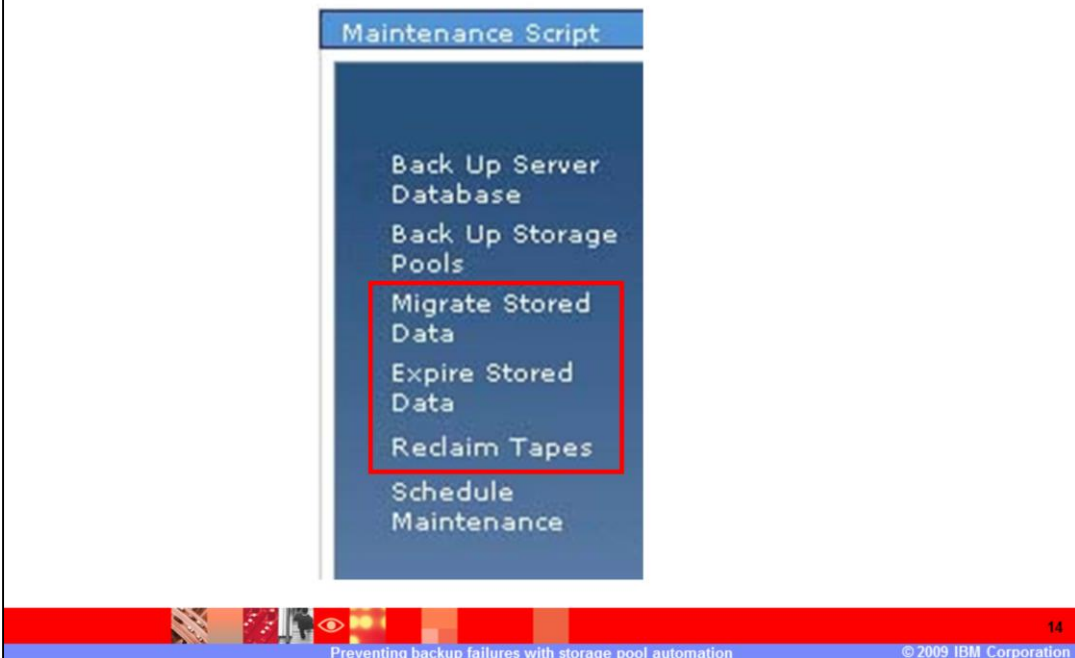 Maintenance Script
Back Up Server
Database
Back Up Storage
Pools
Migrate Stored
Data
Expire Stored
Data
Reclaim Tapes
Schedule
Maintenance
14
Preventing backup failures with storage pool automation
© 2009 IBM Corporation